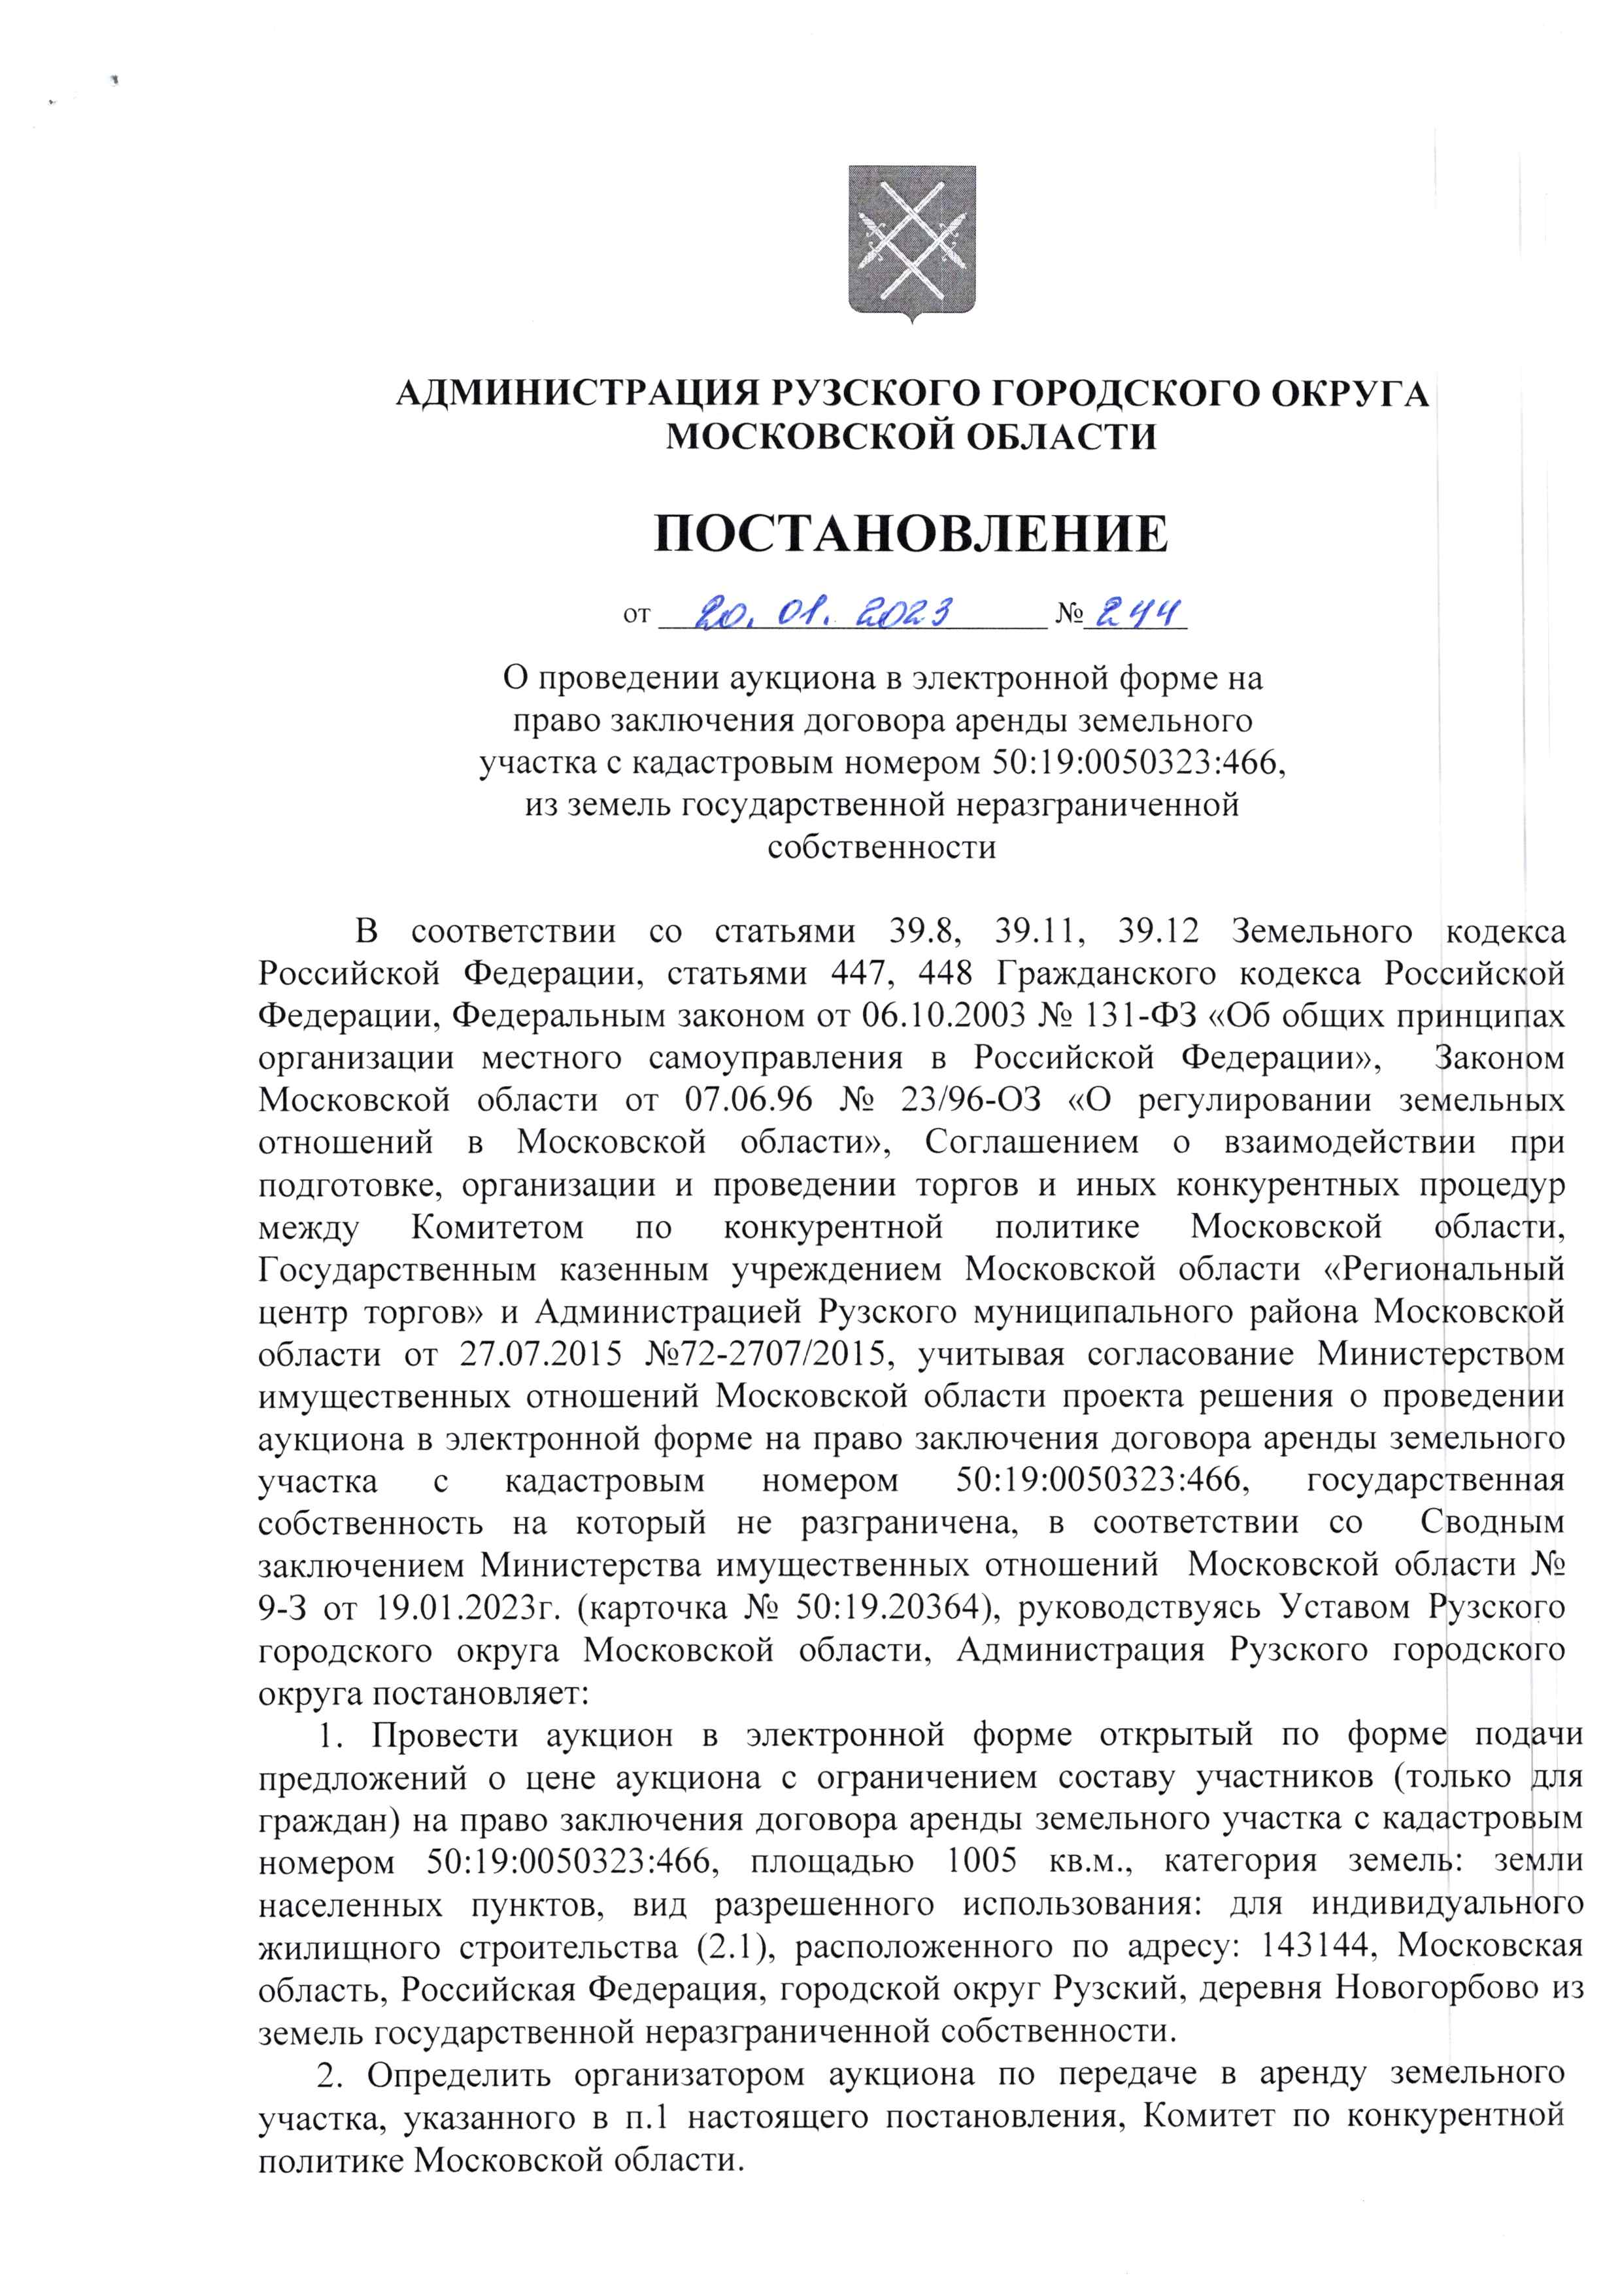 АДМИНИСТРАЦИЯ РУЗСКОГО ГОРОДСКОГО ОКРУГА
МОСКОВСКОЙ ОБЛАСТИ
ПОСТАНОВЛЕНИЕ
от 20.01.2023 № 244
О проведении аукциона в электронной форме на
право заключения договора аренды земельного
участка с кадастровым номером 50:19:0050323:466,
из земель государственной неразграниченной
собственности
В соответствии со статьями 39.8, 39.11, 39.12 Земельного кодекса
Российской Федерации, статьями 447, 448 Гражданского кодекса Российской
Федерации, Федеральным законом от 06.10.2003 № 131-ФЗ «Об общих принципах
организации местного самоуправления в Российской Федерации», Законом
Московской области от 07.06.96 № 23/96-ОЗ «О регулировании земельных
отношений в Московской области», Соглашением о взаимодействии при
подготовке, организации и проведении торгов и иных конкурентных процедур
между Комитетом по конкурентной политике Московской области,
Государственным казенным учреждением Московской области «Региональный
центр торгов» и Администрацией Рузского муниципального района Московской
области от 27.07.2015 №72-2707/2015, учитывая согласование Министерством
имущественных отношений Московской области проекта решения о проведении
аукциона в электронной форме на право заключения договора аренды земельного
участка с кадастровым номером 50:19:0050323:466, государственная
собственность на который не разграничена, в соответствии со Сводным
заключением Министерства имущественных отношений Московской области №
9-З от 19.01.2023г. (карточка № 50:19.20364), руководствуясь Уставом Рузского
городского округа Московской области, Администрация Рузского городского
округа постановляет:
1. Провести аукцион в электронной форме открытый по форме подачи
предложений о цене аукциона с ограничением составу участников (только для
граждан) на право заключения договора аренды земельного участка с кадастровым
номером 50:19:0050323:466, площадью 1005 кв.м., категория земель: земли
населенных пунктов, вид разрешенного использования: для индивидуального
жилищного строительства (2.1), расположенного по адресу: 143144, Московская
область, Российская Федерация, городской округ Рузский, деревня Новогорбово из
земель государственной неразграниченной собственности.
2. Определить организатором аукциона по передаче в аренду земельного
участка, указанного в п.1 настоящего постановления, Комитет по конкурентной
политике Московской области.